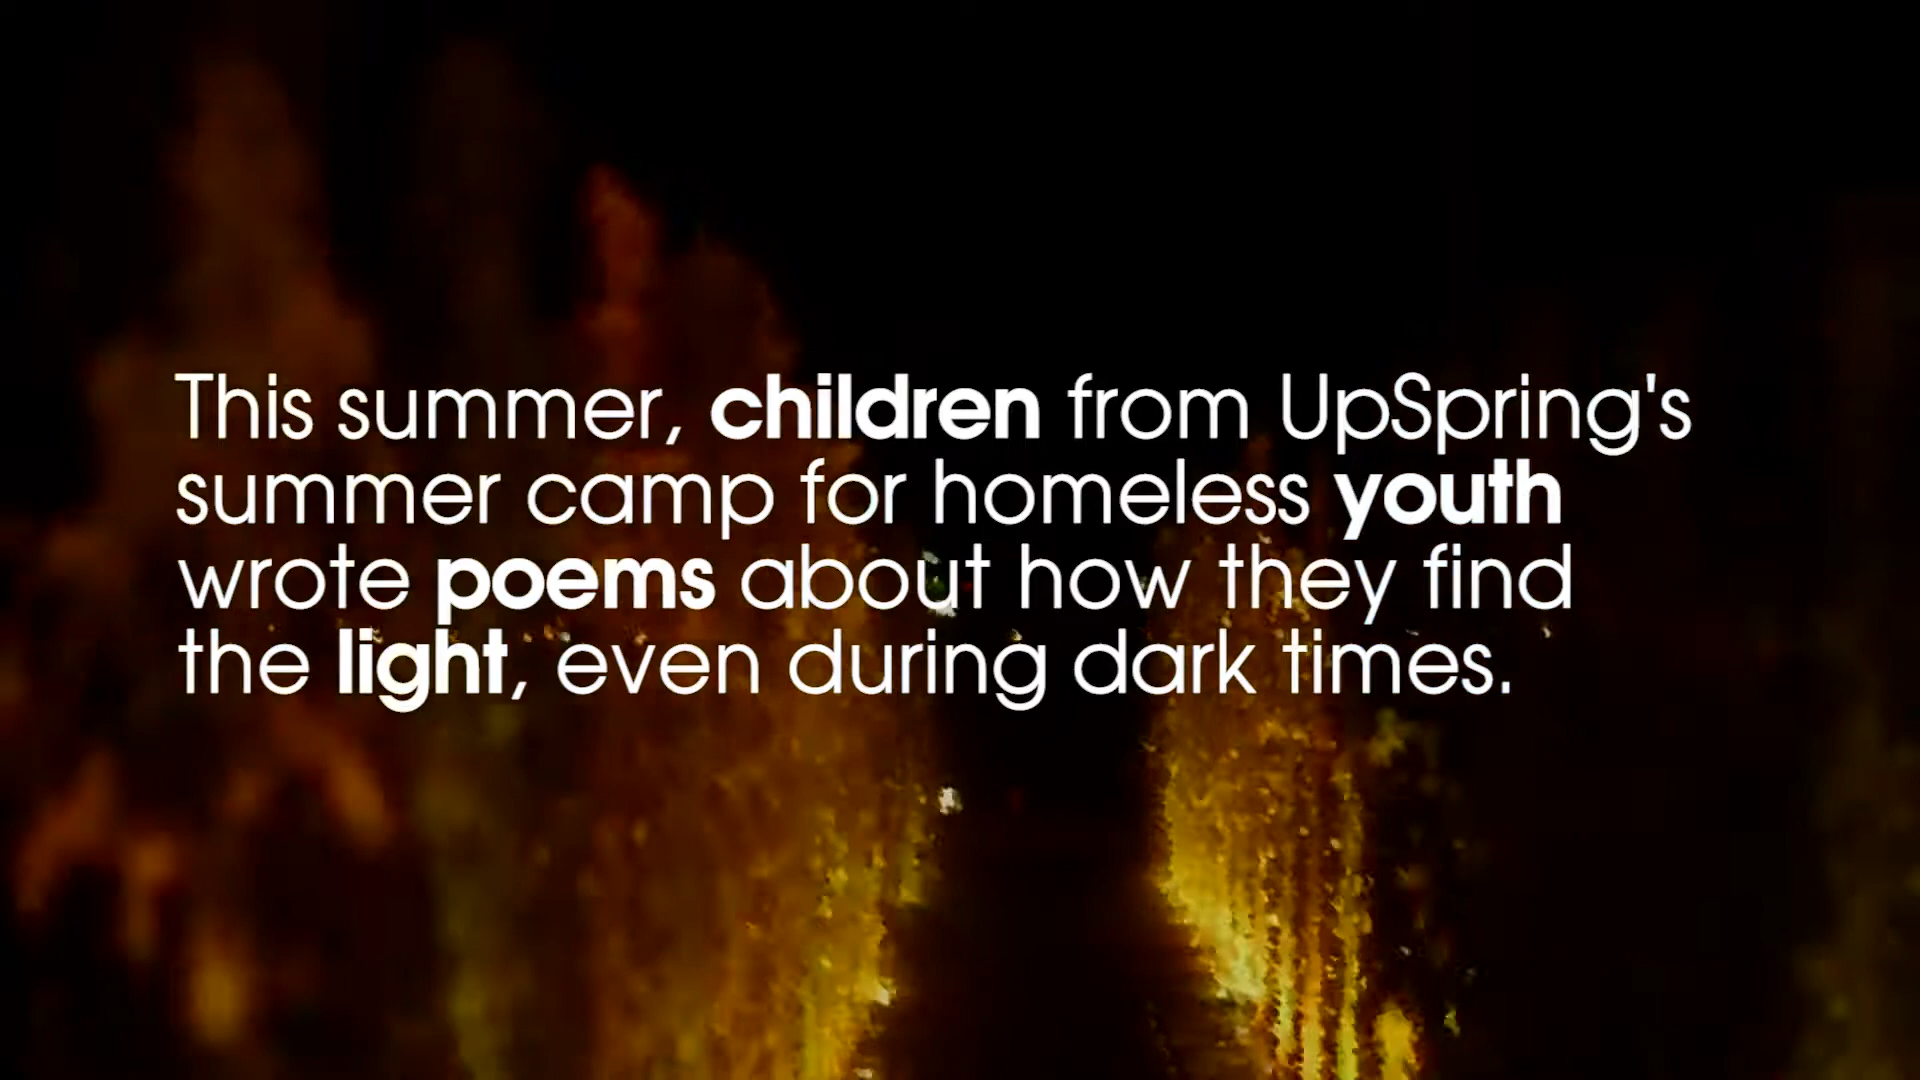 This summer, children from UpSpring's
summer camp for homeless youth
wrote poems about how they find
the light, even during dark times.